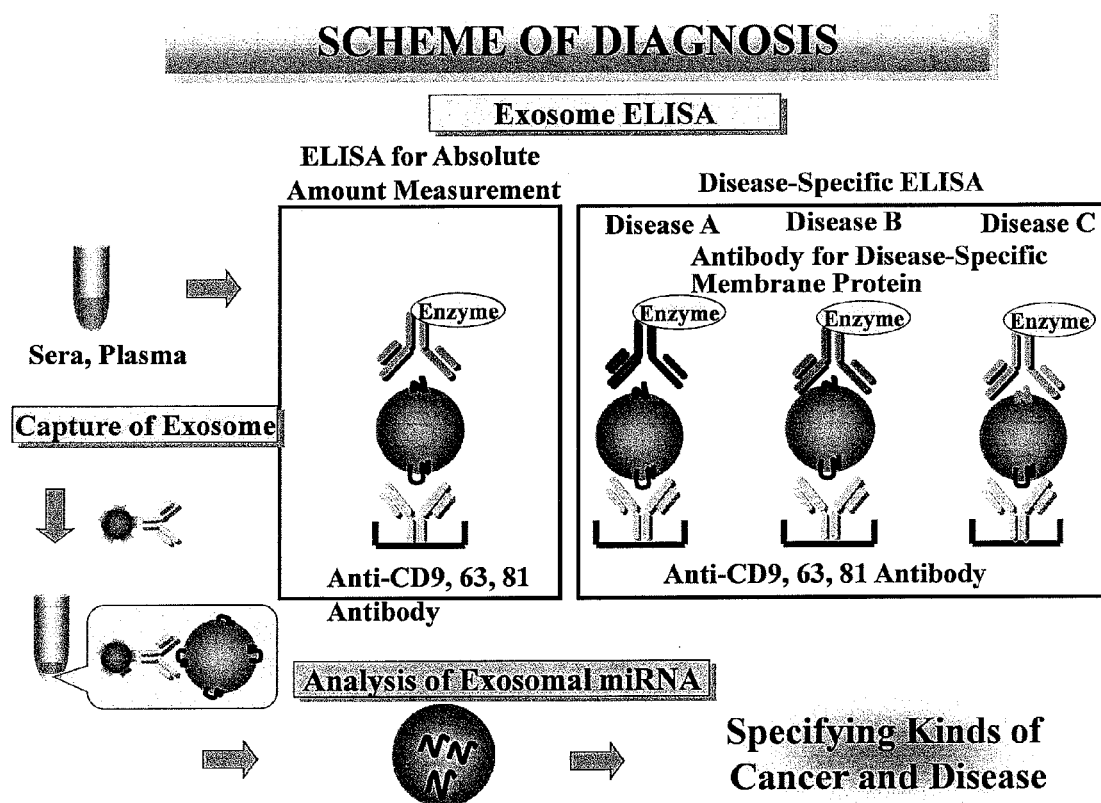 SCHEME OF DIAGNOSIS
Exosome ELISA
ELISA for Absolute
Amount Measurement
Disease-Specific ELISA
Disease A
Disease B
Disease C
Antibody for Disease-Specific
Membrane Protein
Enzyme
Enzyme
Enzyme
Enzyme
Sera, Plasma
Capture of Exosome
Anti-CD9, 63, 81
Antibody
Anti-CD9, 63, 81 Antibody
Analysis of Exosomal miRNA
Specifying Kinds of
Cancer and Disease